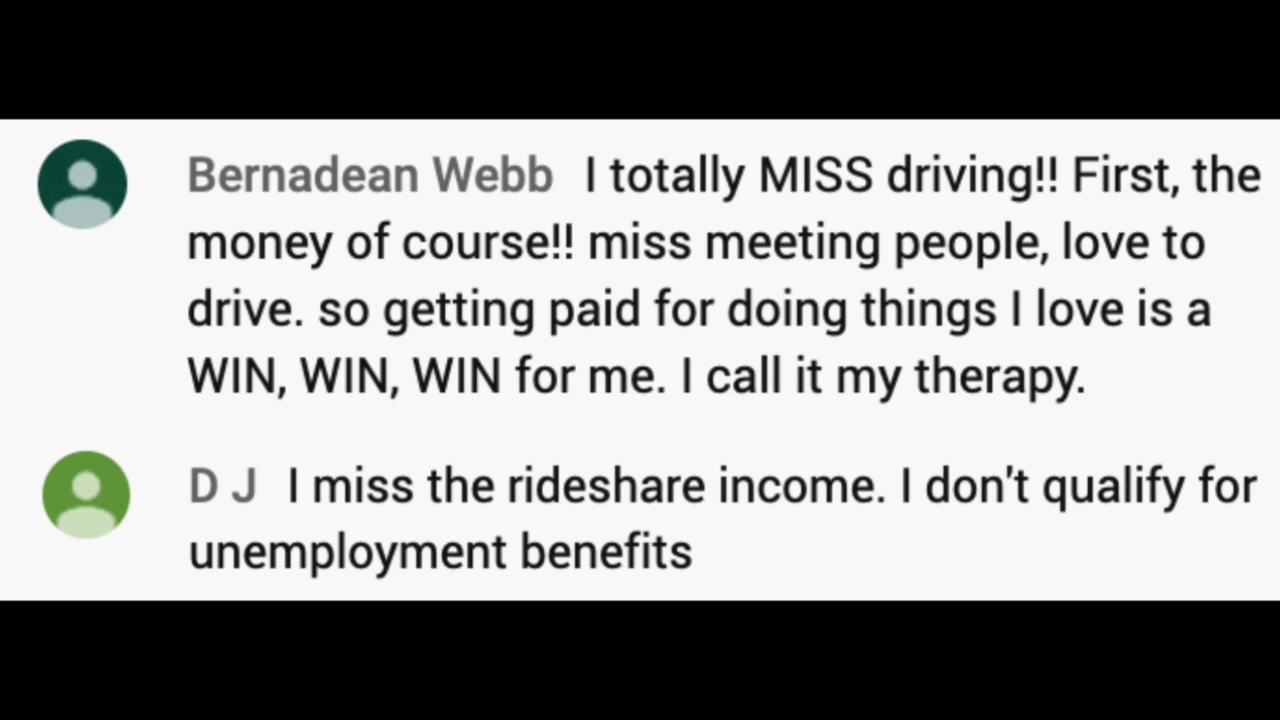 Bernadean Webb I totally MISS driving!! First, the
money of course!! miss meeting people, love to
drive. so getting paid for doing things I love is a
WIN, WIN, WIN for me. I call it my therapy.
D J I miss the rideshare income. I don't qualify for
unemployment benefits